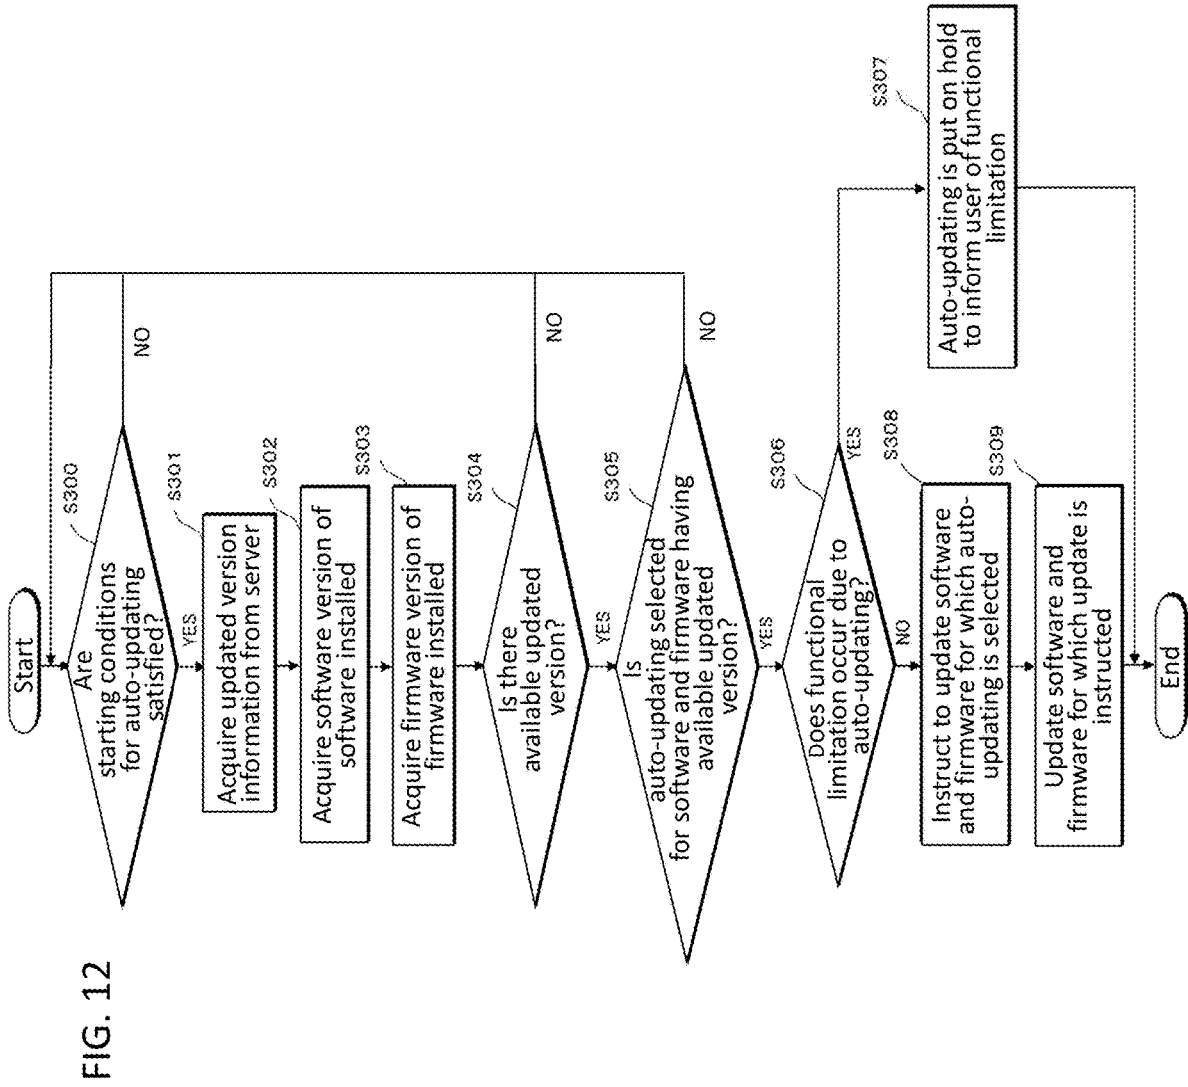 FIG. 12
Start
S300
Are
starting conditions
for auto-updating
satisfied?
NO
YES
S301
Acquire updated version
information from server
S302
Acquire software version of
software installed
S303
Acquire firmware version of
firmware installed
S304
Is there
available updated
version?
NO
YES
S305
Is
auto-updating selected
for software and firmware having
available updated
version?
NO
YES
S306
Does functional
limitation occur due to
auto-updating?
YES
NO
S307
Auto-updating is put on hold
to inform user of functional
limitation
S308
Instruct to update software
and firmware for which auto-
updating is selected
S309
Update software and
firmware for which update is
instructed
End